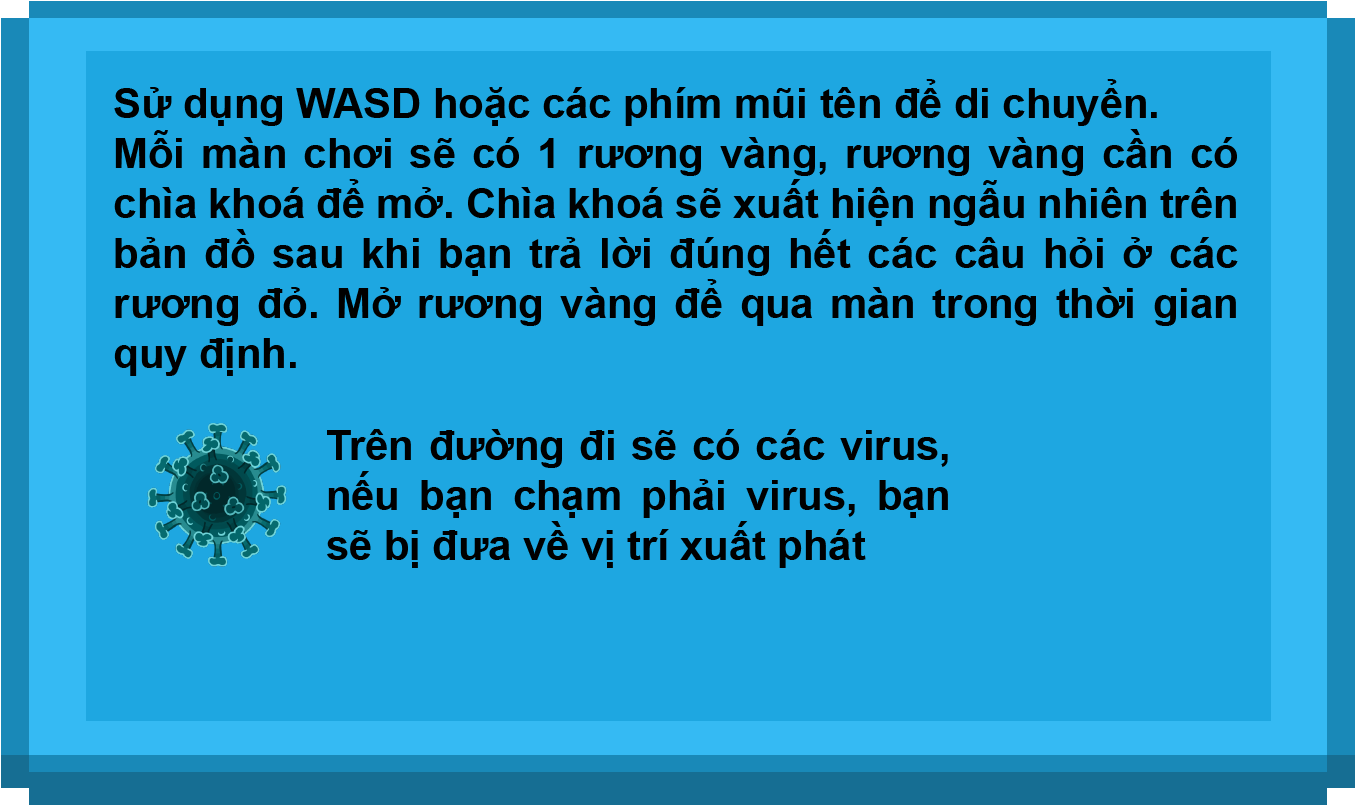 Sử dụng WASD hoặc các phím mũi tên để di chuyển.
Mỗi màn chơi sẽ có 1 rương vàng, rương vàng cần có
chìa khoá để mở. Chìa khoá sẽ xuất hiện ngẫu nhiên trên
bản đồ sau khi bạn trả lời đúng hết các câu hỏi ở các
rương đỏ. Mở rương vàng để qua màn trong thời gian
quy định.
Trên đường đi sẽ có các virus,
nếu bạn chạm phải virus, bạn
sẽ bị đưa về vị trí xuất phát